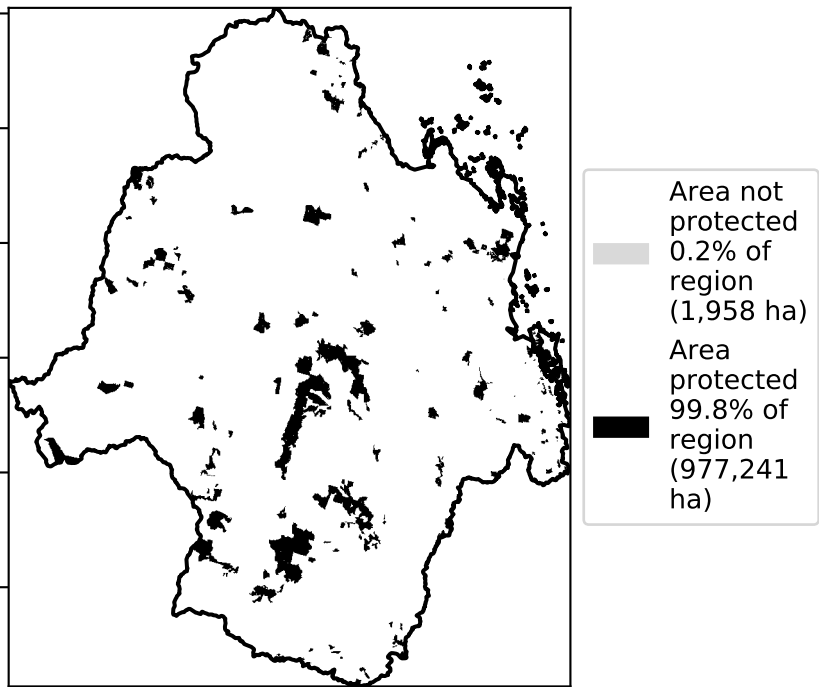 Area not
protected
0.2% of
region
(1,958 ha)
Area
protected
99.8% of
region
(977,241
ha)